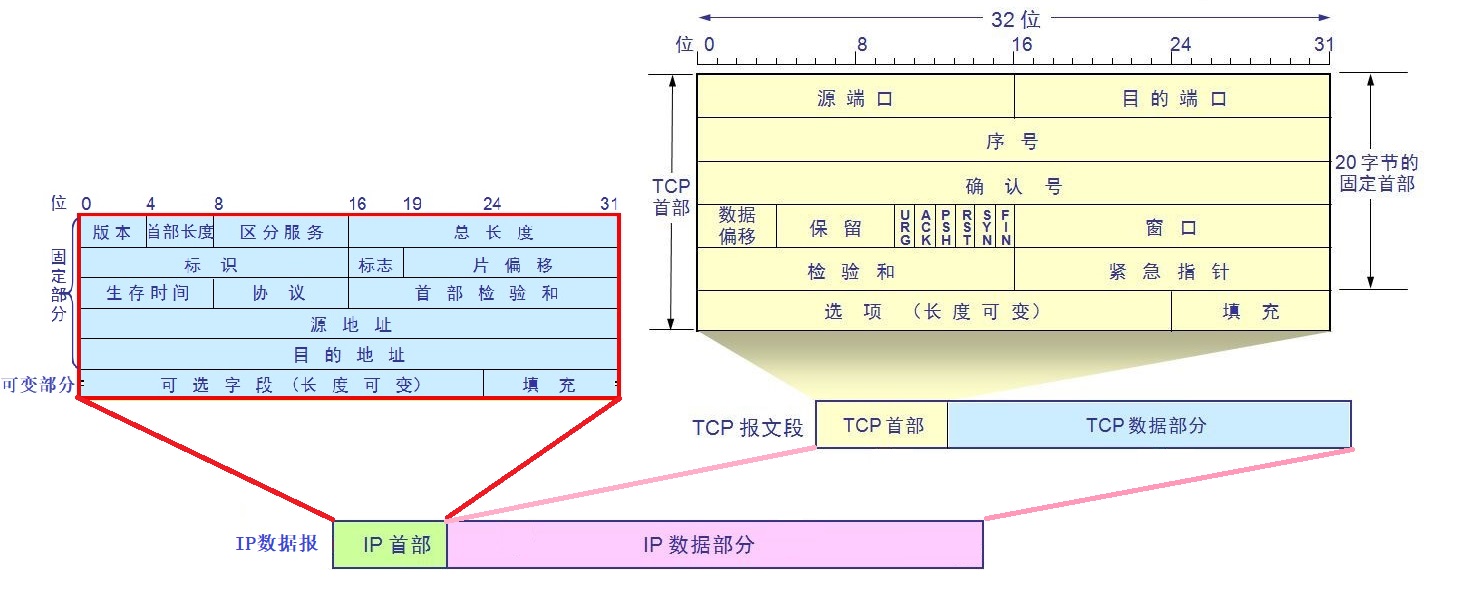 32 位
位 0 8 16 24 31
源 端 口 目 的 端 口
序 号
确 认 号
TCP
首部
20 字节的
固定首部
数据
偏移
保 留
URG
ACK
PSH
RST
SYN
FIN
窗 口
检 验 和 紧 急 指 针
选 项 （长 度 可 变） 填 充
位 0 4 8 16 19 24 31
固定部分
版 本 首部长度 区 分 服 务 总 长 度
标 识 标志 片 偏 移
生 存 时 间 协 议 首 部 检 验 和
源 地 址
目 的 地 址
可变部分
可 选 字 段 （长 度 可 变） 填 充
TCP 报文段 TCP 首部 TCP 数据部分
IP数据报 IP 首部 IP 数据部分